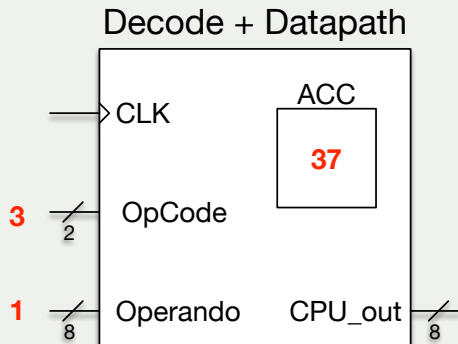 Decode + Datapath
ACC
CLK
37
3
2
OpCode
1
8
Operando
CPU_out
8